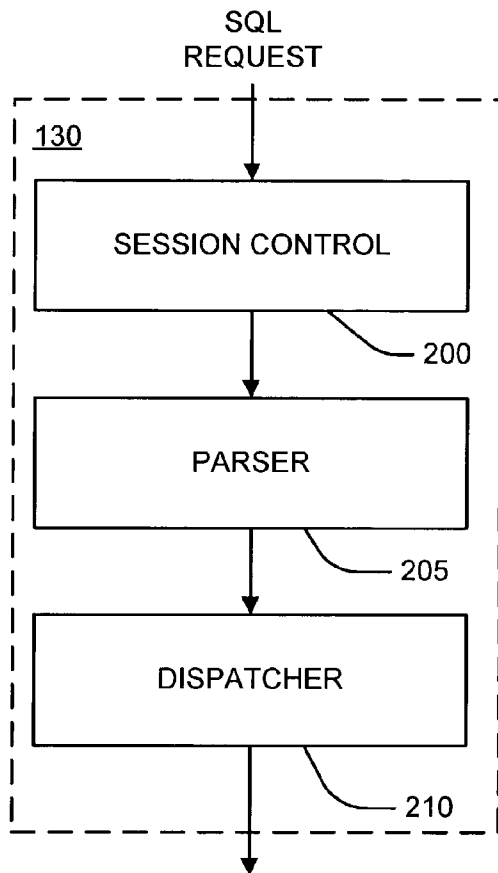 SQL
REQUEST
130
SESSION CONTROL
200
PARSER
205
DISPATCHER
210